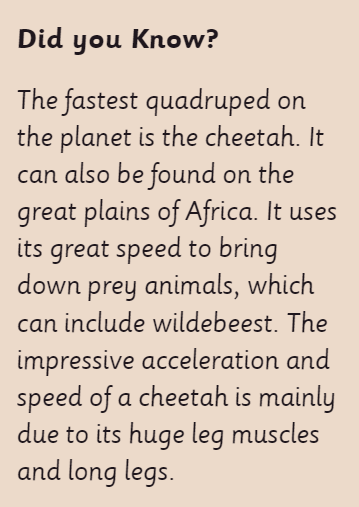 Did you Know?
The fastest quadruped on
the planet is the cheetah. It
can also be found on the
great plains of Africa. It uses
its great speed to bring
down prey animals, which
can include wildebeest. The
impressive acceleration and
speed of a cheetah is mainly
due to its huge leg muscles
and long legs.